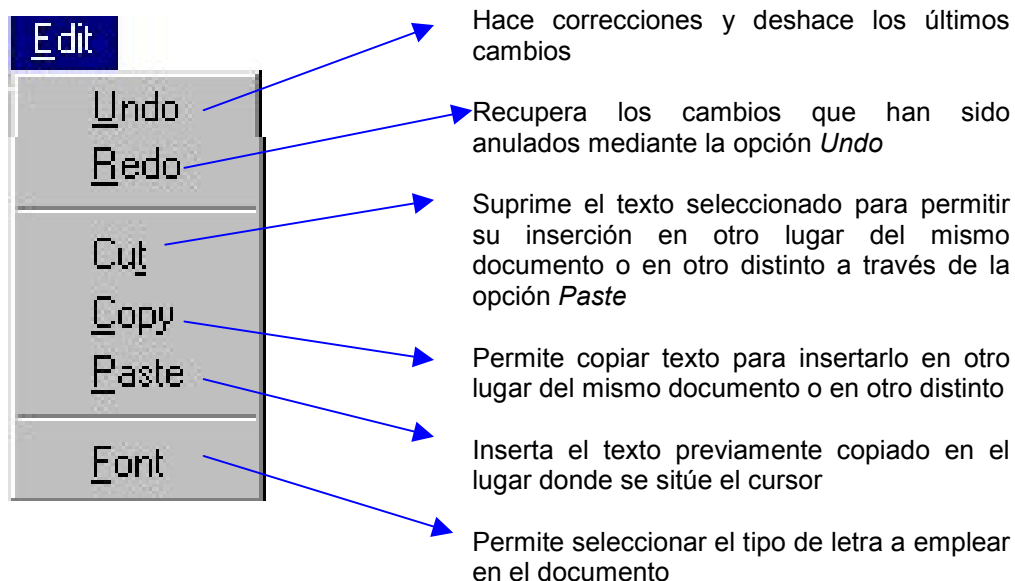 Edit
Undo
Redo
Cut
Copy
Paste
Font
Hace correcciones y deshace los últimos
cambios
Recupera los cambios que han sido
anulados mediante la opción Undo
Suprime el texto seleccionado para permitir
su inserción en otro lugar del mismo
documento o en otro distinto a través de la
opción Paste
Permite copiar texto para insertarlo en otro
lugar del mismo documento o en otro distinto
Inserta el texto previamente copiado en el
lugar donde se sitúe el cursor
Permite seleccionar el tipo de letra a emplear
en el documento